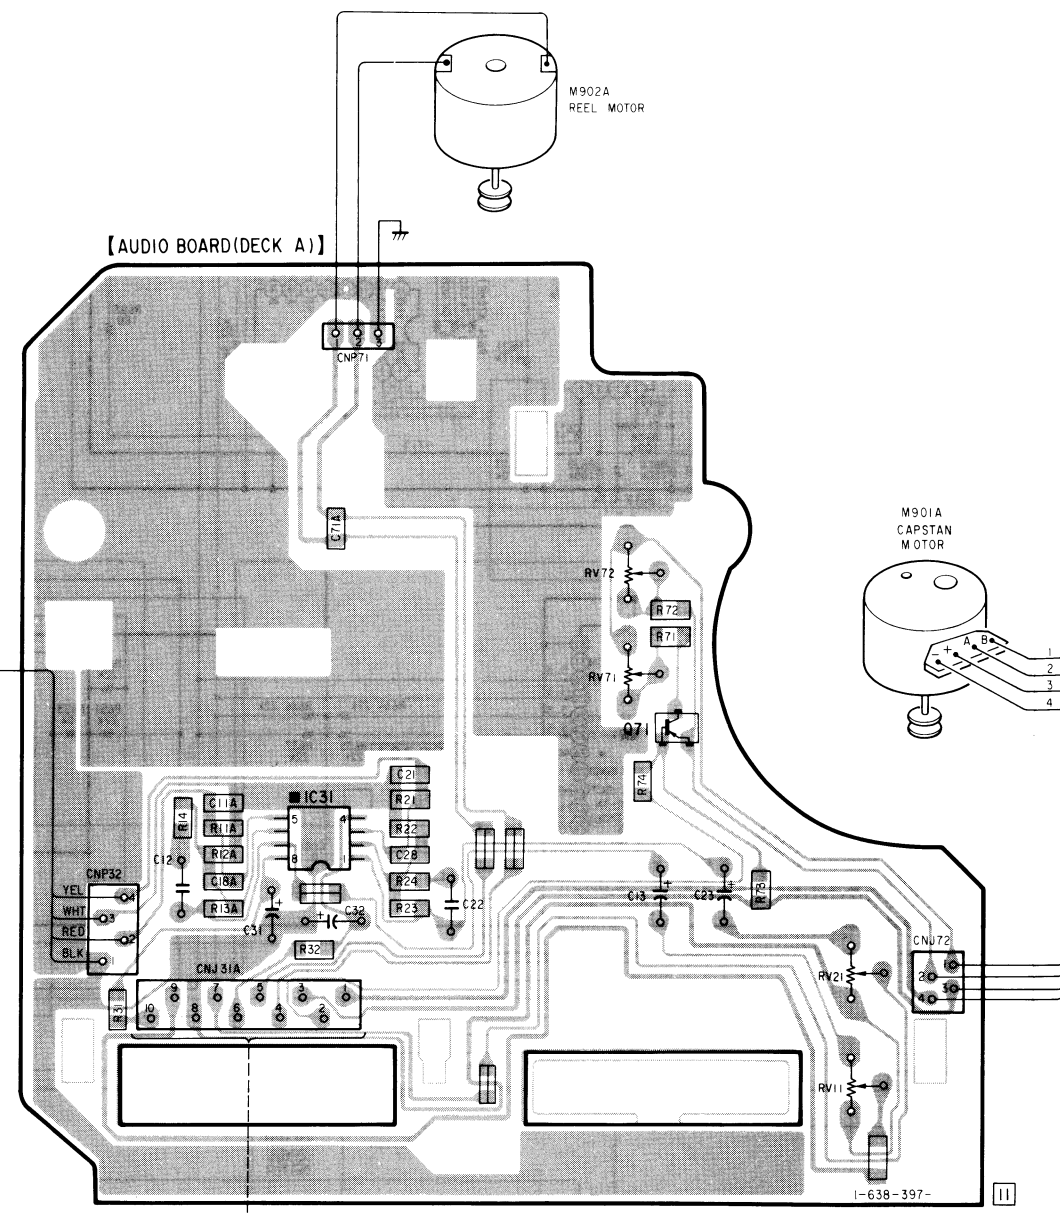 M902A
REEL MOTOR
【AUDIO BOARD(DECK A)】
1 2 3
CNP71
C71A
M901A
CAPSTAN
MOTOR
A B
- +
1
2
3
4
RV72
R72
R71
RV71
Q71
R74
C21
R21
R22
C28
R24
R23
IC31
5 4
8 1
R14
C11A
R11A
R12A
C18A
R13A
C12
CNP32
YEL 4
WHT 3
RED 2
BLK 1
C31
C32
C22
R32
C13
C23
R73
CNJ72
1
2
3
4
RV21
CNJ31A
9 7 5 3 1
10 8 6 4 2
R31
RV11
1-638-397-
11